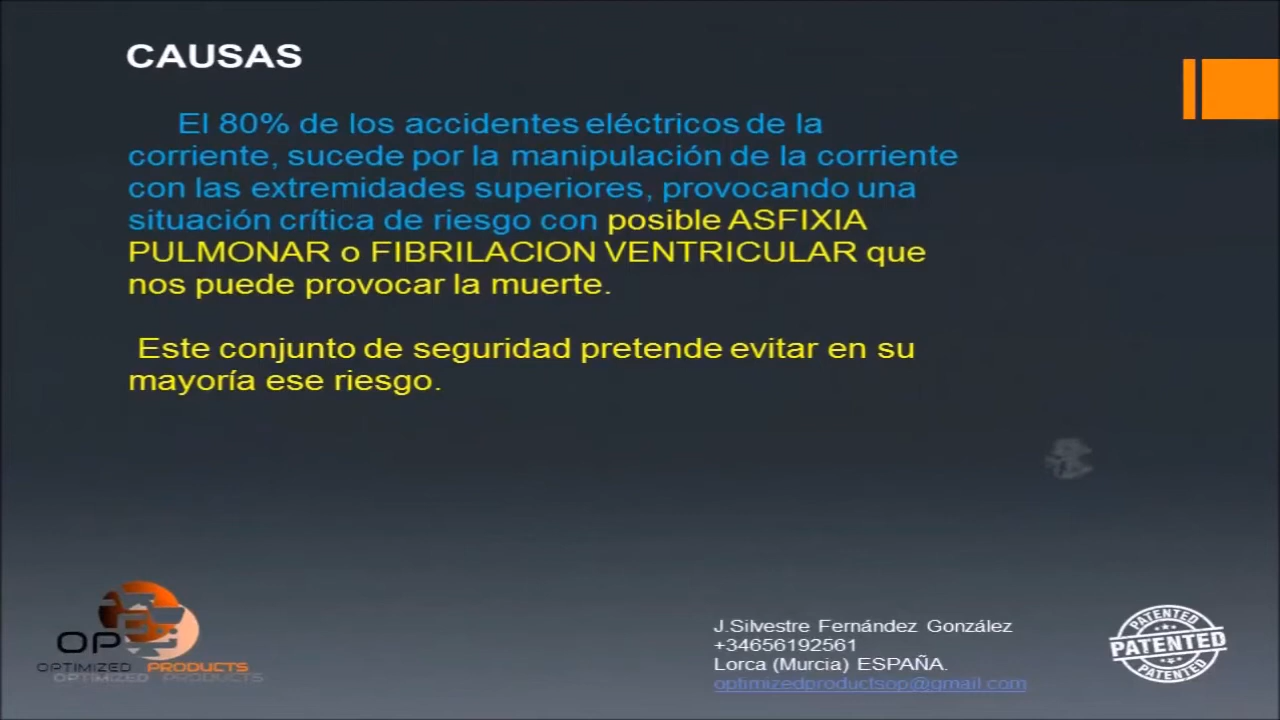 CAUSAS
El 80% de los accidentes eléctricos de la
corriente, sucede por la manipulación de la corriente
con las extremidades superiores, provocando una
situación crítica de riesgo con posible ASFIXIA
PULMONAR o FIBRILACION VENTRICULAR que
nos puede provocar la muerte.
Este conjunto de seguridad pretende evitar en su
mayoría ese riesgo.
OP
OPTIMIZED PRODUCTS
OPTIMIZED PRODUCTS
J.Silvestre Fernández González
+34656192561
Lorca (Murcia) ESPAÑA.
optimizedproductsop@gmail.com
PATENTED
PATENTED
PATENTED